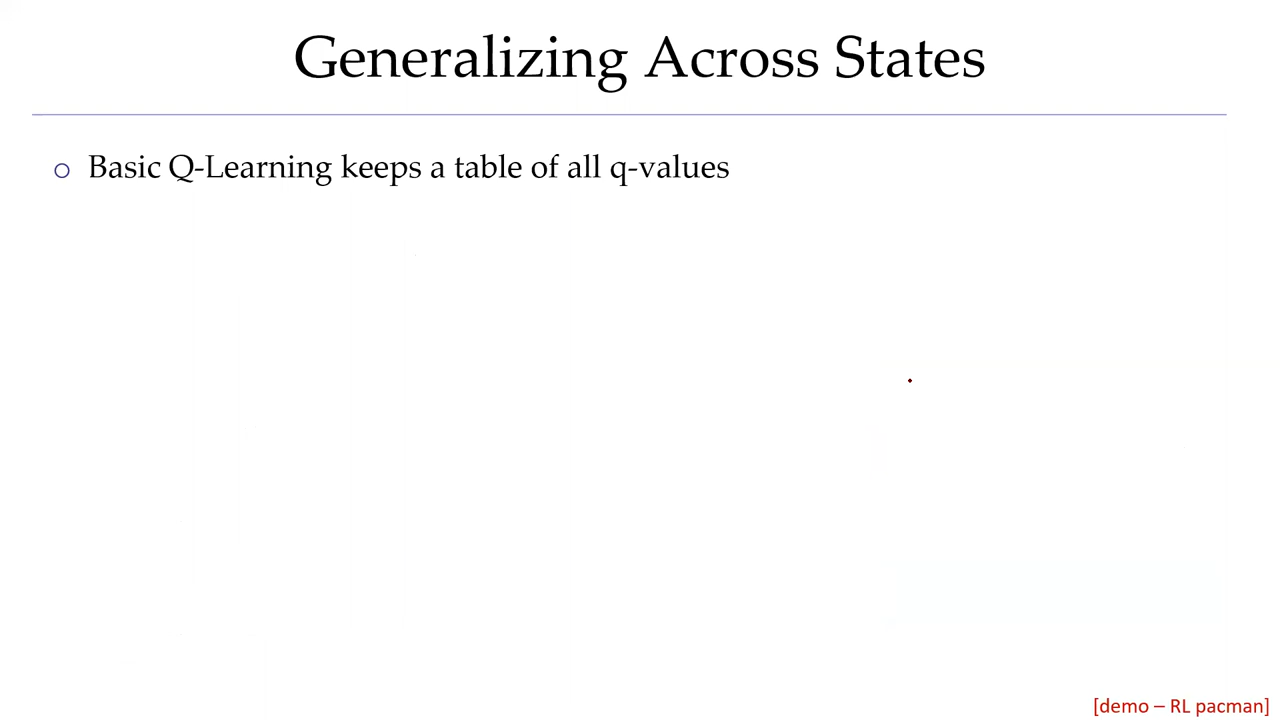 Generalizing Across States
Basic Q-Learning keeps a table of all q-values
[demo – RL pacman]